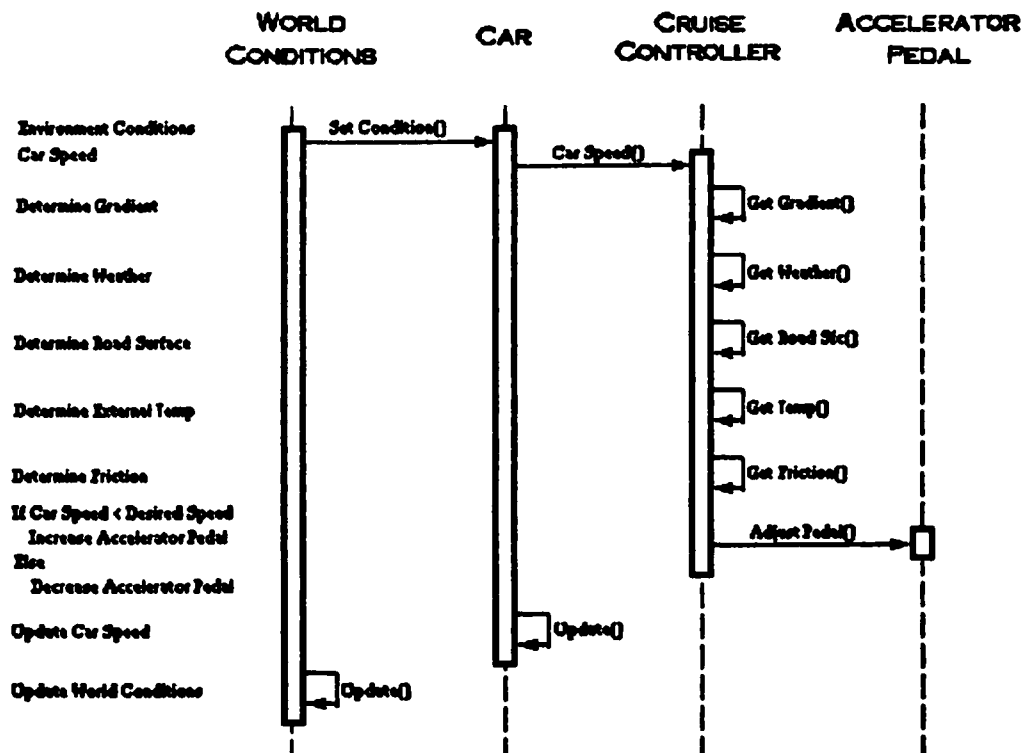 WORLD
CONDITIONS
CAR
CRUISE
CONTROLLER
ACCELERATOR
PEDAL
Environment Conditions
Set Condition()
Car Speed
Car Speed()
Determine Gradient
Get Gradient()
Determine Weather
Get Weather()
Determine Road Surface
Get Road Sfc()
Determine External Temp
Get Temp()
Determine Friction
Get Friction()
If Car Speed < Desired Speed
Increase Accelerator Pedal
Adjust Pedal()
Else
Decrease Accelerator Pedal
Update Car Speed
Update()
Update World Conditions
Update()